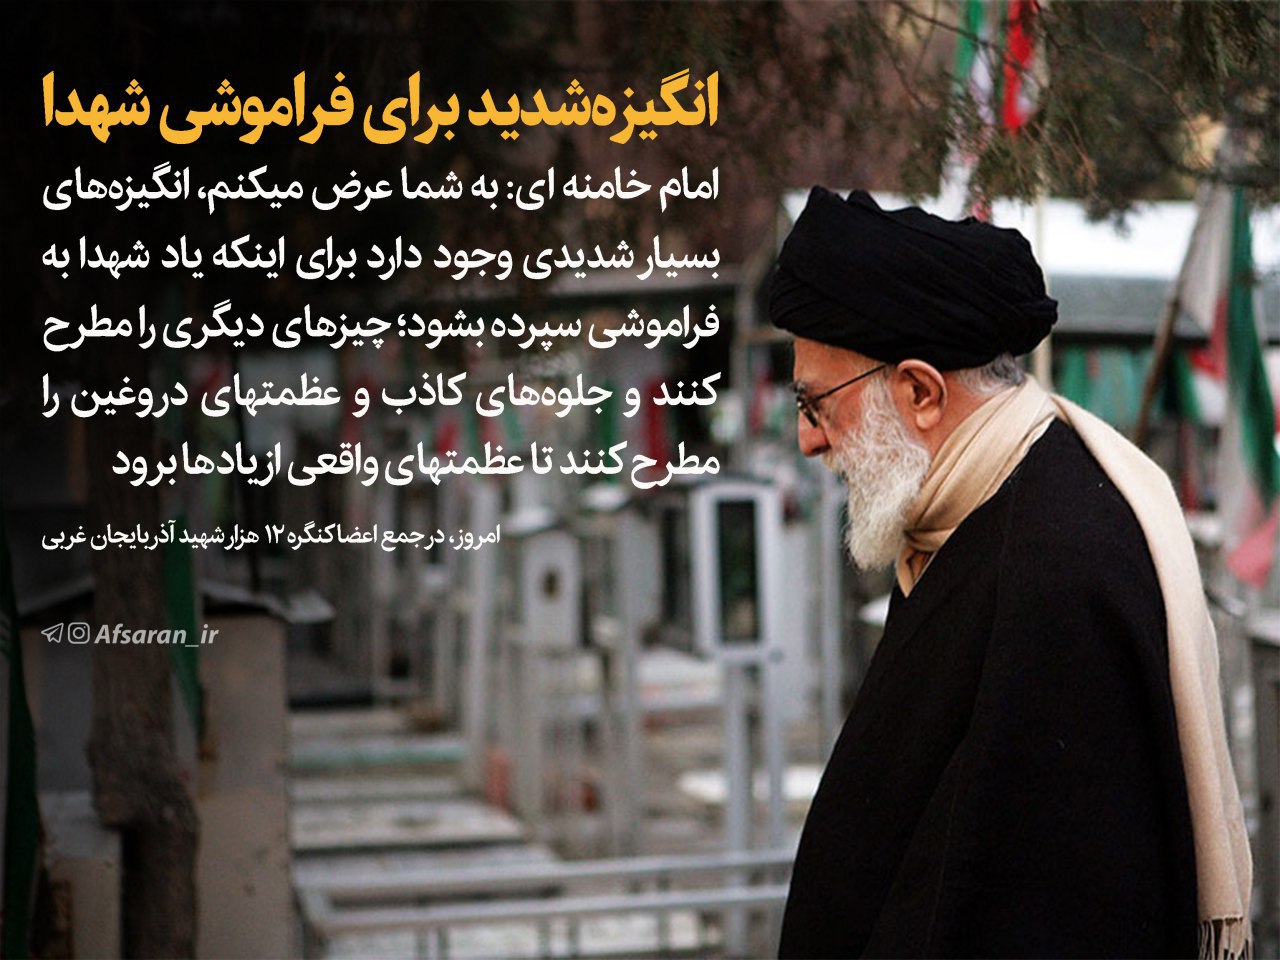 انگیزه‌شدید برای فراموشی شهدا
امام خامنه ای: به شما عرض میکنم، انگیزه‌های
بسیار شدیدی وجود دارد برای اینکه یاد شهدا به
فراموشی سپرده بشود؛ چیزهای دیگری را مطرح
کنند و جلوه‌های کاذب و عظمتهای دروغین را
مطرح کنند تا عظمتهای واقعی از یادها برود
امروز، در جمع اعضا کنگره ۱۲ هزار شهید آذربایجان غربی
Afsaran_ir